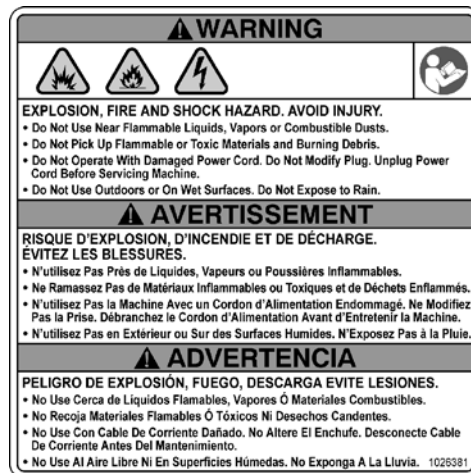 WARNING
EXPLOSION, FIRE AND SHOCK HAZARD. AVOID INJURY.
• Do Not Use Near Flammable Liquids, Vapors or Combustible Dusts.
• Do Not Pick Up Flammable or Toxic Materials and Burning Debris.
• Do Not Operate With Damaged Power Cord. Do Not Modify Plug. Unplug Power
Cord Before Servicing Machine.
• Do Not Use Outdoors or On Wet Surfaces. Do Not Expose to Rain.
AVERTISSEMENT
RISQUE D'EXPLOSION, D'INCENDIE ET DE DÉCHARGE.
ÉVITEZ LES BLESSURES.
• N'utilisez Pas Près de Liquides, Vapeurs ou Poussières Inflammables.
• Ne Ramassez Pas de Matériaux Inflammables ou Toxiques et de Déchets Enflammés.
• N'utilisez Pas la Machine Avec un Cordon d'Alimentation Endommagé. Ne Modifiez
Pas la Prise. Débranchez le Cordon d'Alimentation Avant d'Entretenir la Machine.
• N'utilisez Pas en Extérieur ou Sur des Surfaces Humides. N'Exposez Pas à la Pluie.
ADVERTENCIA
PELIGRO DE EXPLOSIÓN, FUEGO, DESCARGA EVITE LESIONES.
• No Use Cerca de Líquidos Flamables, Vapores Ó Materiales Combustibles.
• No Recoja Materiales Flamables Ó Tóxicos Ni Desechos Candentes.
• No Use Con Cable De Corriente Dañado. No Altere El Enchufe. Desconecte Cable
De Corriente Antes Del Mantenimiento.
• No Use Al Aire Libre Ni En Superficies Húmedas. No Exponga A La Lluvia. 1026381